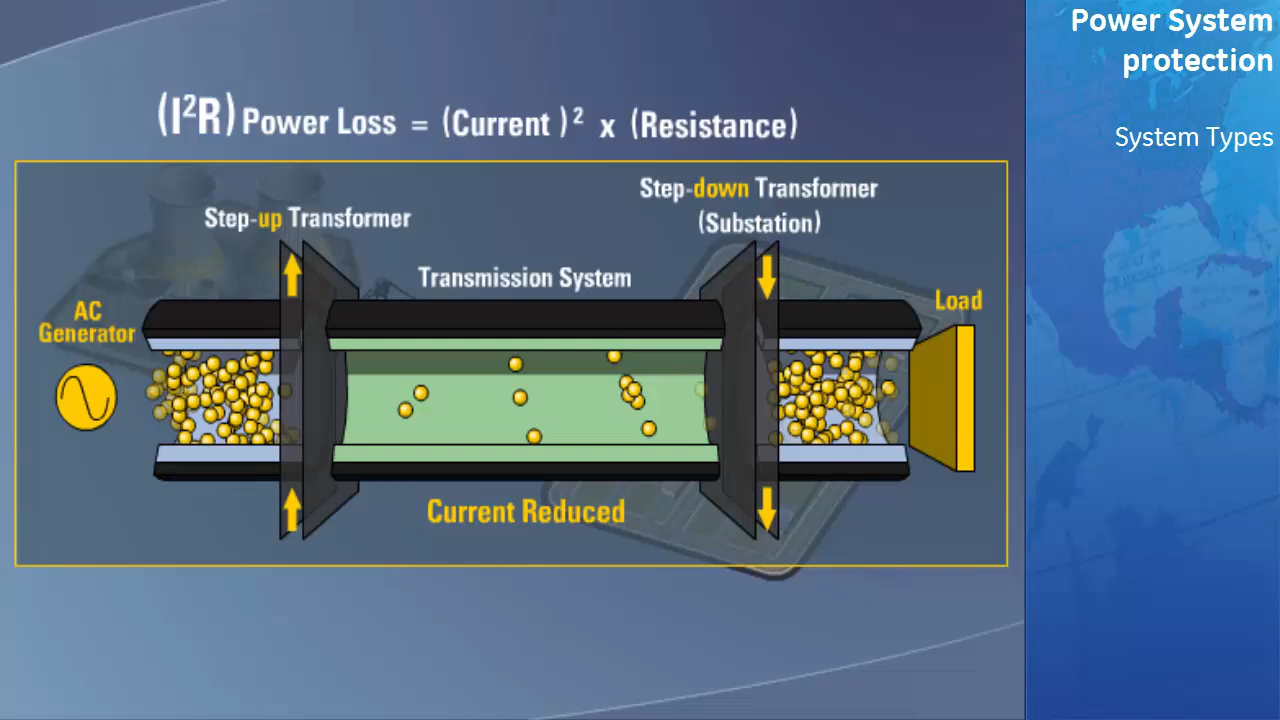 Power System
protection
System Types
(I²R) Power Loss = (Current )² x (Resistance)
Step-down Transformer
(Substation)
Step-up Transformer
Transmission System
AC
Generator
Load
Current Reduced